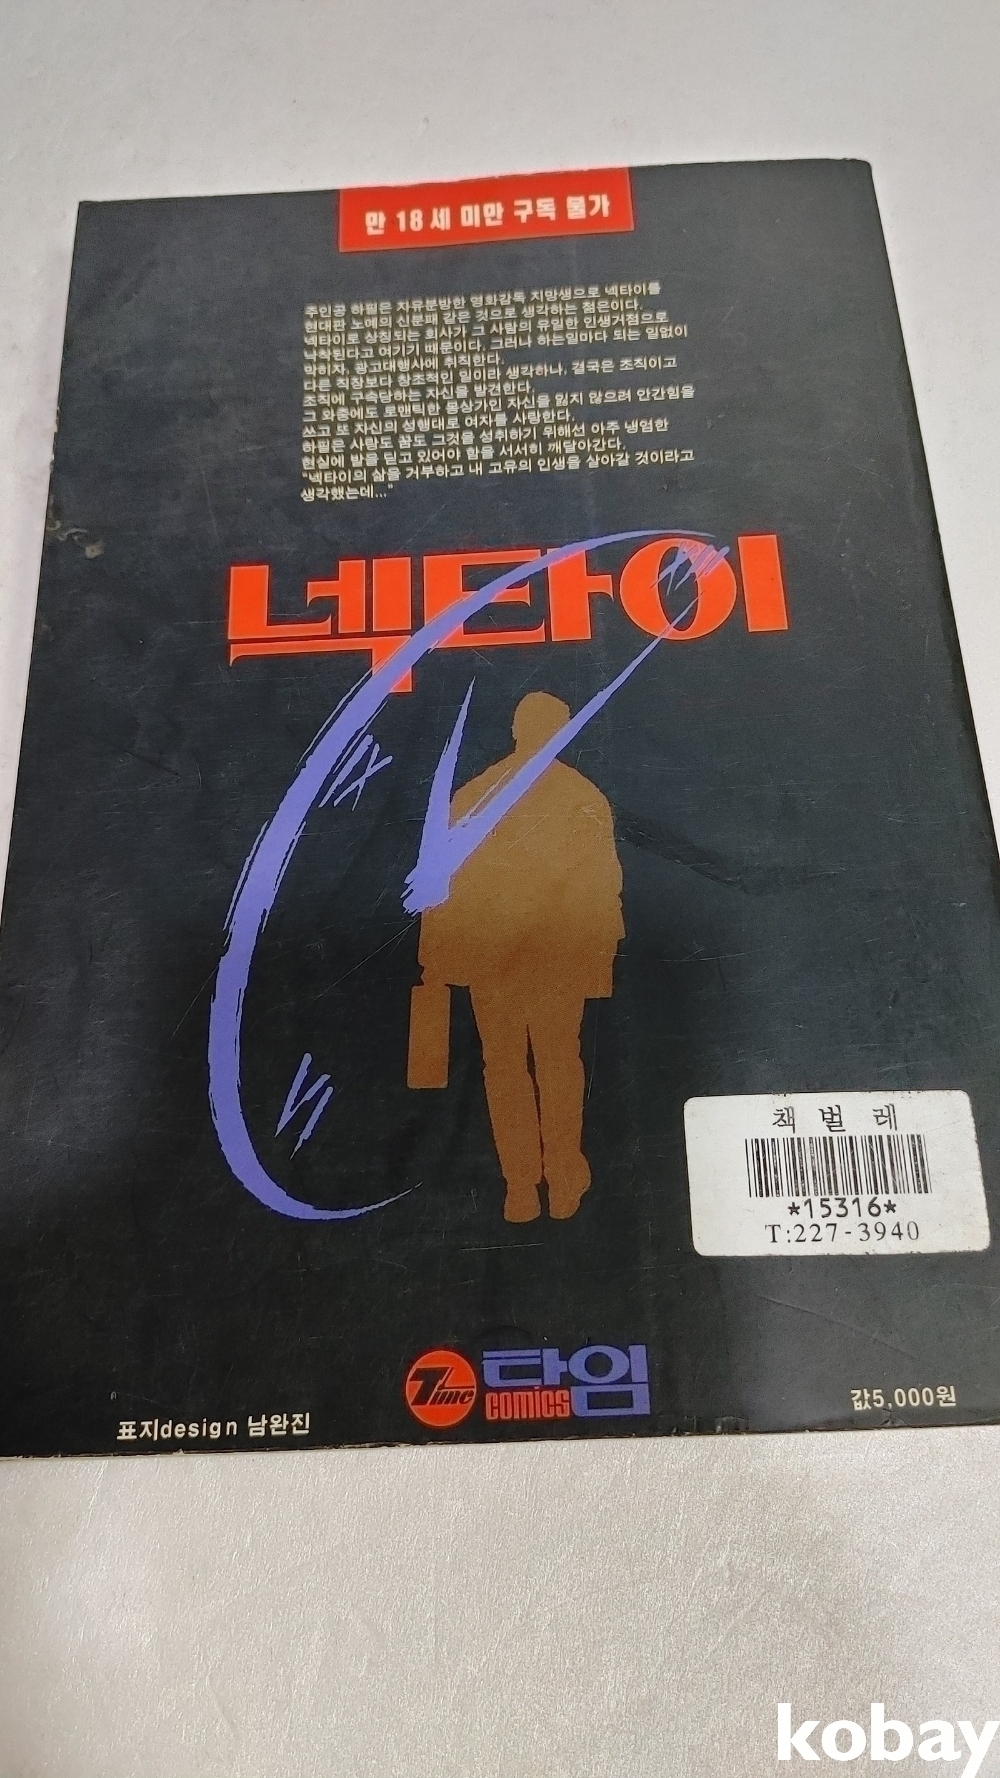 만 18세 미만 구독 불가
주인공 하필은 자유분방한 영화감독 지망생으로 넥타이를
현대판 노예의 신분패 같은 것으로 생각하는 젊은이다.
넥타이로 상징되는 회사가 그 사람의 유일한 인생거점으로
낙착된다고 여기기 때문이다. 그러나 하는일마다 되는 일없이
막히자, 광고대행사에 취직한다.
다른 직장보다 창조적인 일이라 생각하나, 결국은 조직이고
조직에 구속당하는 자신을 발견한다.
그 와중에도 로맨틱한 몽상가인 자신을 잃지 않으려 안간힘을
쓰고 또 자신의 성행대로 여자를 사랑한다.
하필은 사랑도 꿈도 그것을 성취하기 위해선 아주 냉엄한
현실에 발을 딛고 있어야 함을 서서히 깨달아간다.
"넥타이의 삶을 거부하고 내 고유의 인생을 살아갈 것이라고
생각했는데..."
넥타이
책벌레
*15316*
T:227-3940
Time
타임
comics
표지design 남완진
값5,000원
kobay